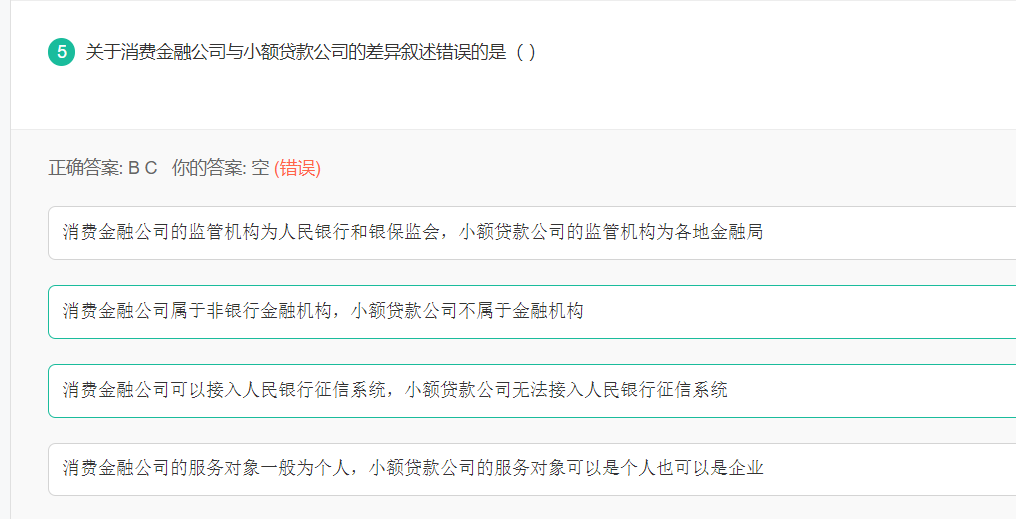 5 关于消费金融公司与小额贷款公司的差异叙述错误的是（ ）
正确答案: B C 你的答案: 空 (错误)
消费金融公司的监管机构为人民银行和银保监会，小额贷款公司的监管机构为各地金融局
消费金融公司属于非银行金融机构，小额贷款公司不属于金融机构
消费金融公司可以接入人民银行征信系统，小额贷款公司无法接入人民银行征信系统
消费金融公司的服务对象一般为个人，小额贷款公司的服务对象可以是个人也可以是企业